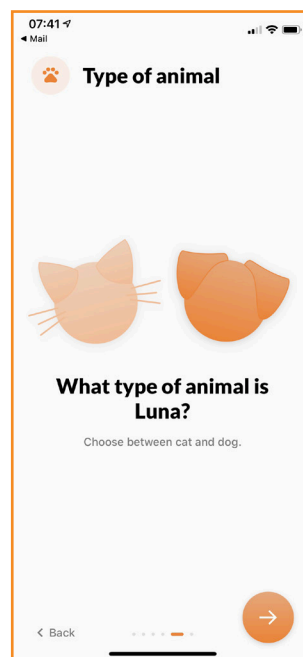 07:41
Mail
Type of animal
What type of animal is
Luna?
Choose between cat and dog.
Back